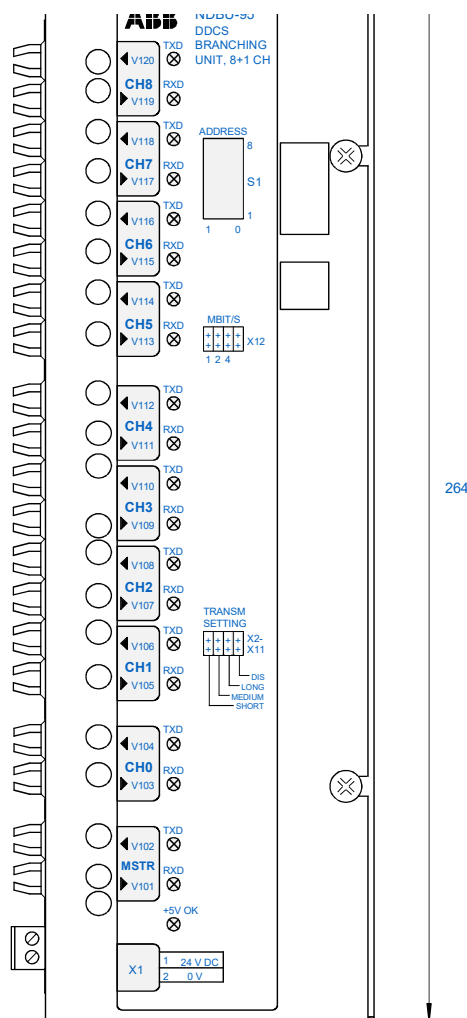 ABB
NDBU-95
DDCS
BRANCHING
UNIT, 8+1 CH
TXD
V120
CH8
RXD
V119
TXD
V118
CH7
RXD
V117
TXD
V116
CH6
RXD
V115
TXD
V114
CH5
RXD
V113
ADDRESS
8
S1
1
1 0
MBIT/S
X12
1 2 4
TXD
V112
CH4
RXD
V111
TXD
V110
CH3
RXD
V109
TXD
V108
CH2
RXD
V107
TXD
V106
CH1
RXD
V105
264
TRANSM
SETTING
X2-
X11
DIS
LONG
MEDIUM
SHORT
TXD
V104
CH0
RXD
V103
TXD
V102
MSTR
RXD
V101
+5V OK
X1
1 24 V DC
2 0 V